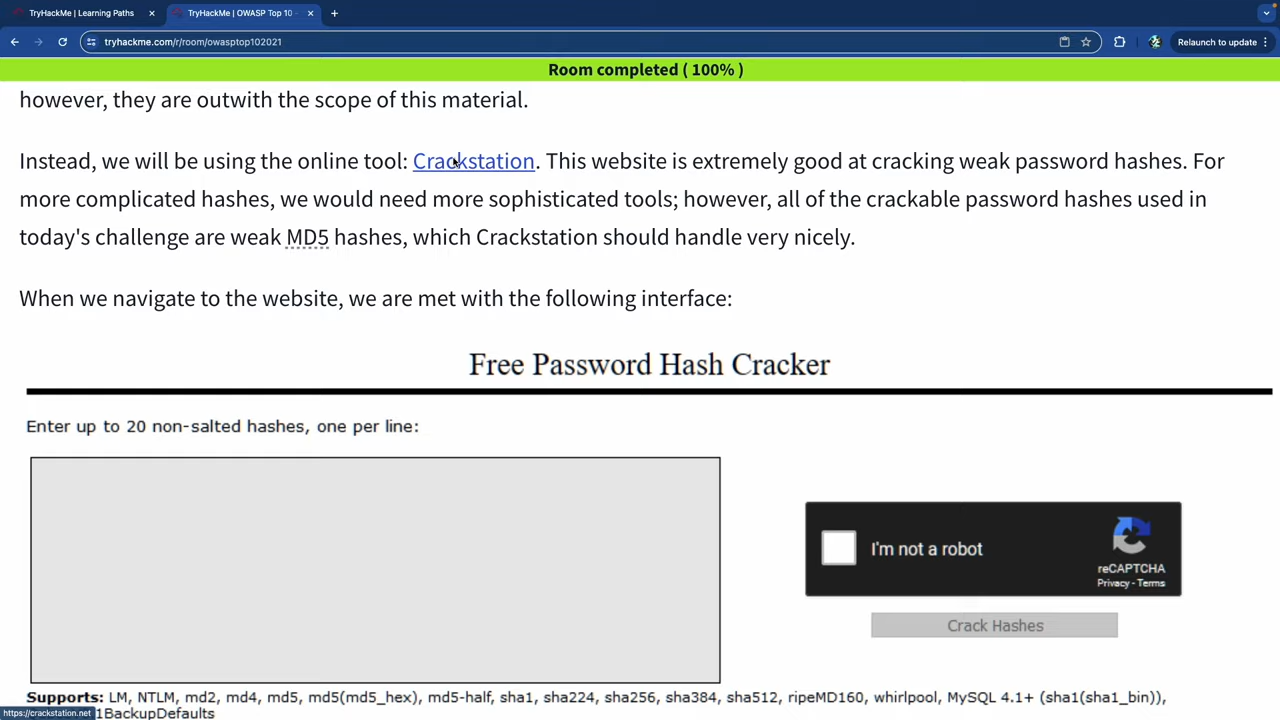 TryHackMe | Learning Paths
TryHackMe | OWASP Top 10 -
tryhackme.com/r/room/owasptop102021
Relaunch to update
Room completed ( 100% )
however, they are outwith the scope of this material.
Instead, we will be using the online tool: Crackstation. This website is extremely good at cracking weak password hashes. For
more complicated hashes, we would need more sophisticated tools; however, all of the crackable password hashes used in
today's challenge are weak MD5 hashes, which Crackstation should handle very nicely.
When we navigate to the website, we are met with the following interface:
Free Password Hash Cracker
Enter up to 20 non-salted hashes, one per line:
I'm not a robot
reCAPTCHA
Privacy - Terms
Crack Hashes
Supports: LM, NTLM, md2, md4, md5, md5(md5_hex), md5-half, sha1, sha224, sha256, sha384, sha512, ripeMD160, whirlpool, MySQL 4.1+ (sha1(sha1_bin)),
https://crackstation.net
1BackupDefaults